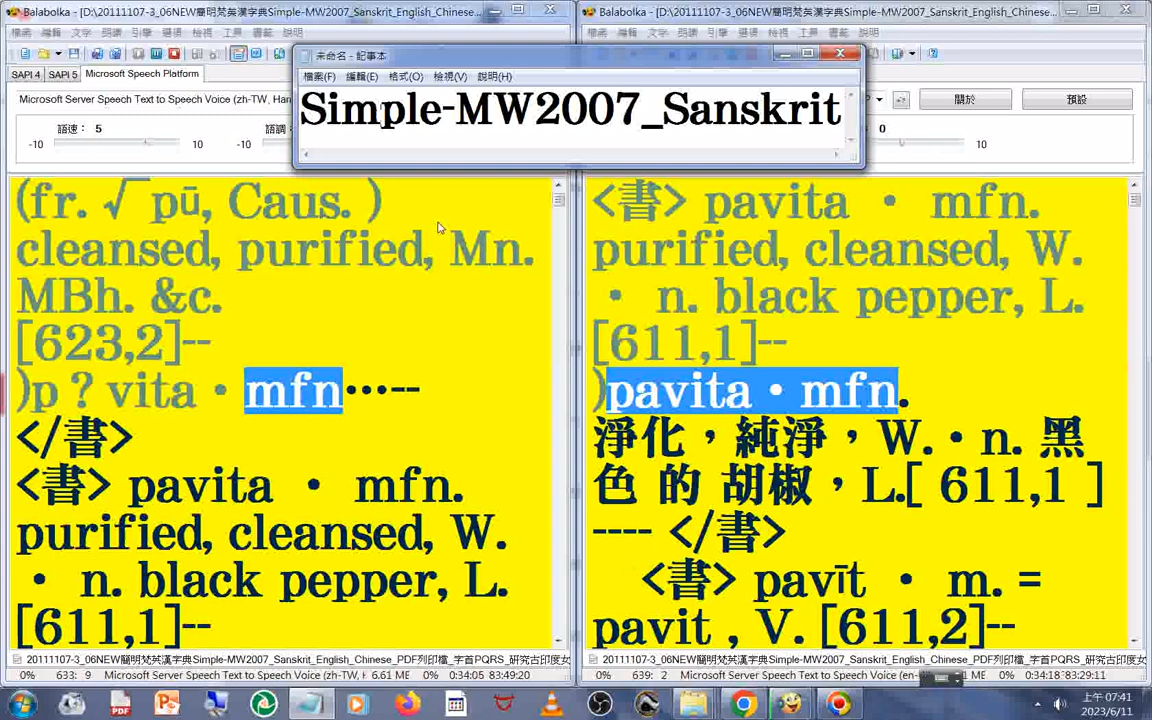 Balabolka - [D:\20111107-3_06NEW簡明梵英漢字典Simple-MW2007_Sanskrit_English_Chinese...
Balabolka - [D:\20111107-3_06NEW簡明梵英漢字典Simple-MW2007_Sanskrit_English_Chinese...
未命名 - 記事本
檔案(F) 編輯(E) 格式(O) 檢視(V) 說明(H)
Simple-MW2007_Sanskrit
SAPI 4 SAPI 5 Microsoft Speech Platform
Microsoft Server Speech Text to Speech Voice (zh-TW, Han
關於 預設
語速： 5 語調： 0
-10 10 -10 10
(fr. √ pū, Caus. )
cleansed, purified, Mn.
MBh. &c.
[623,2]--
)p ? vita · mfn···--
</書>
<書> pavita · mfn.
purified, cleansed, W.
· n. black pepper, L.
[611,1]--
<書> pavita · mfn.
purified, cleansed, W.
· n. black pepper, L.
[611,1]--
)pavita · mfn.
淨化，純淨，W. · n. 黑
色 的 胡椒，L.[ 611,1 ]
---- </書>
<書> pavīt · m. =
pavit , V. [611,2]--
20111107-3_06NEW簡明梵英漢字典Simple-MW2007_Sanskrit_English_Chinese_PDF列印檔_字首PQRS_研究古印度女
20111107-3_06NEW簡明梵英漢字典Simple-MW2007_Sanskrit_English_Chinese_PDF列印檔_字首PQRS_研究古印度女
0% 633: 9 Microsoft Server Speech Text to Speech Voice (zh-TW, H 6.61 ME 0% 0:34:05 83:49:20
0% 639: 2 Microsoft Server Speech Text to Speech Voice (zh-TW, ME 0% 0:34:18 83:29:11
上午 07:41
2023/6/11